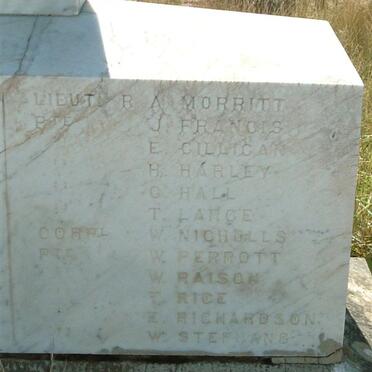 LIEUT R. A. MORRITT
PTE J. FRANCIS
" E. GILLIGAN
" H. HARLEY
" G. HALL
" T. LANCE
CORPL W. NICHOLLS
PTE W. PERROTT
" W. RAISON
" T. RICE
" E. RICHARDSON
" W.